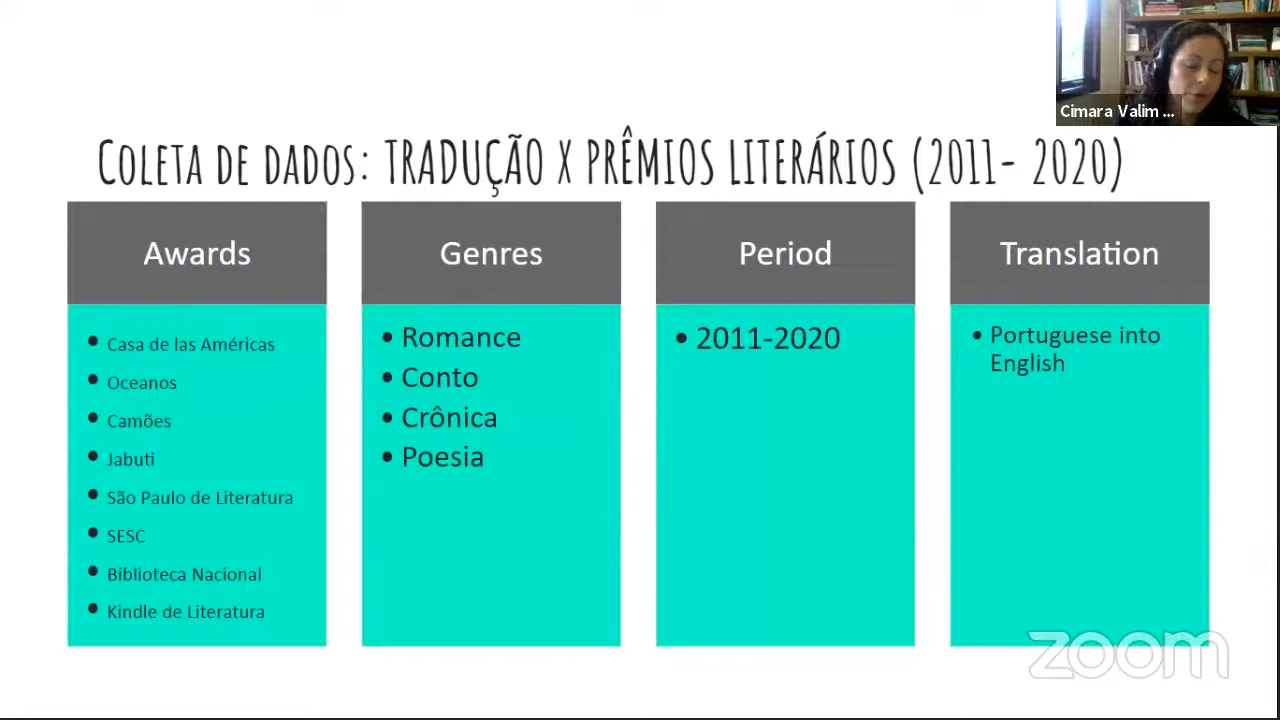 Cimara Valim ...
COLETA DE DADOS: TRADUÇÃO X PRÊMIOS LITERÁRIOS (2011- 2020)
Awards
• Casa de las Américas
• Oceanos
• Camões
• Jabuti
• São Paulo de Literatura
• SESC
• Biblioteca Nacional
• Kindle de Literatura
Genres
• Romance
• Conto
• Crônica
• Poesia
Period
• 2011-2020
Translation
• Portuguese into
English
zoom